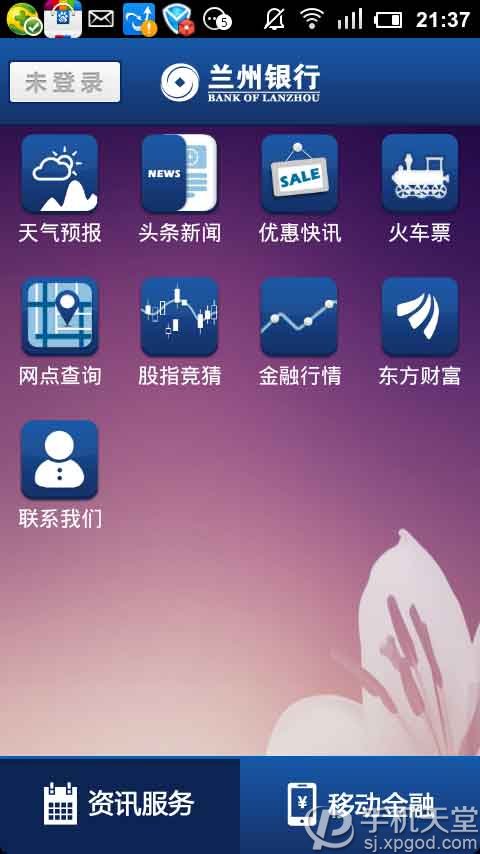 5
21:37
未登录
兰州银行
BANK OF LANZHOU
NEWS
SALE
天气预报
头条新闻
优惠快讯
火车票
网点查询
股指竞猜
金融行情
东方财富
联系我们
资讯服务
¥
移动金融
手机天堂
sj.xpgod.com